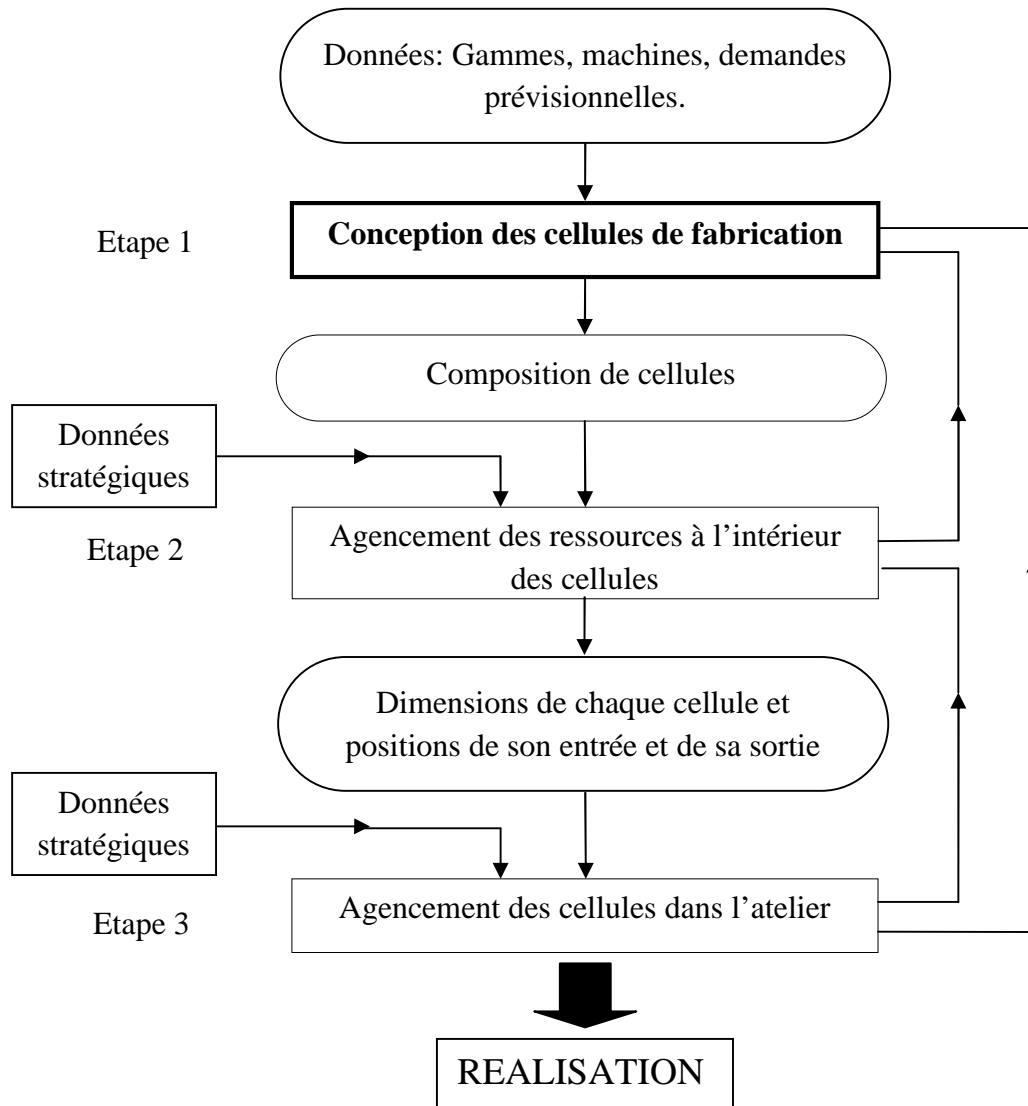 Données: Gammes, machines, demandes
prévisionnelles.
Etape 1
Conception des cellules de fabrication
Composition de cellules
Données
stratégiques
Etape 2
Agencement des ressources à l’intérieur
des cellules
Dimensions de chaque cellule et
positions de son entrée et de sa sortie
Données
stratégiques
Etape 3
Agencement des cellules dans l’atelier
REALISATION